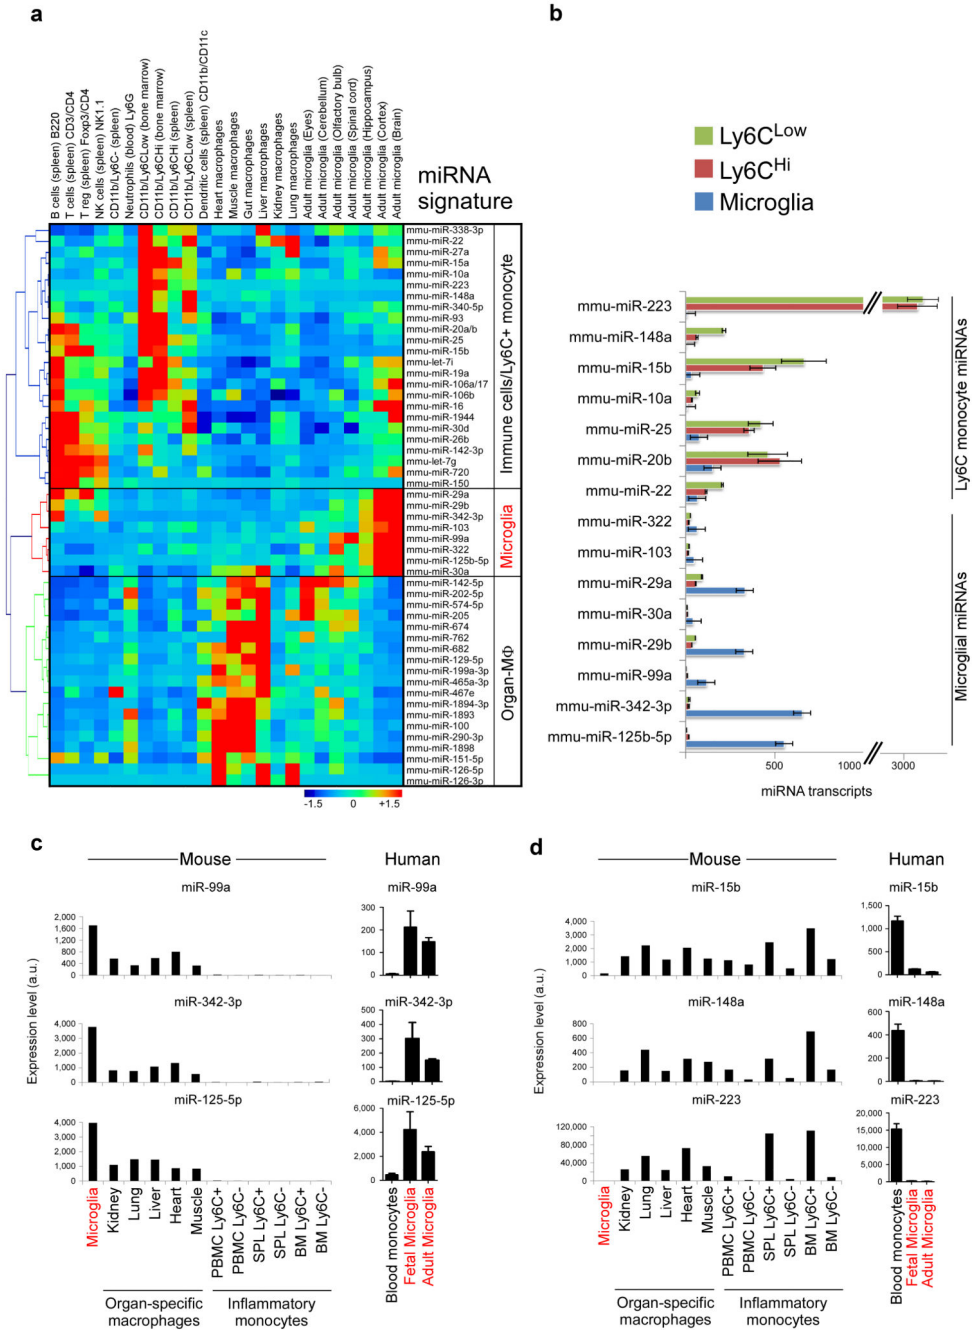 a
B cells (spleen) B220
T cells (spleen) CD3/CD4
T reg (spleen) Foxp3/CD4
NK cells (spleen) NK1.1
CD11b/Ly6C- (spleen)
Neutrophils (blood) Ly6G
CD11b/Ly6CLow (bone marrow)
CD11b/Ly6CHi (bone marrow)
CD11b/Ly6CHi (spleen)
CD11b/Ly6CLow (spleen)
Dendritic cells (spleen) CD11b/CD11c
Heart macrophages
Muscle macrophages
Gut macrophages
Liver macrophages
Kidney macrophages
Lung macrophages
Adult microglia (Eyes)
Adult microglia (Cerebellum)
Adult microglia (Olfactory bulb)
Adult microglia (Spinal cord)
Adult microglia (Hippocampus)
Adult microglia (Cortex)
Adult microglia (Brain)
miRNA
signature
mmu-miR-338-3p
mmu-miR-22
mmu-miR-27a
mmu-miR-15a
mmu-miR-10a
mmu-miR-223
mmu-miR-148a
mmu-miR-340-5p
mmu-miR-93
mmu-miR-20a/b
mmu-miR-25
mmu-miR-15b
mmu-let-7i
mmu-miR-19a
mmu-miR-106a/17
mmu-miR-106b
mmu-miR-16
mmu-miR-1944
mmu-miR-30d
mmu-miR-26b
mmu-miR-142-3p
mmu-let-7g
mmu-miR-720
mmu-miR-150
mmu-miR-29a
mmu-miR-29b
mmu-miR-342-3p
mmu-miR-103
mmu-miR-99a
mmu-miR-322
mmu-miR-125b-5p
mmu-miR-30a
mmu-miR-142-5p
mmu-miR-202-5p
mmu-miR-574-5p
mmu-miR-205
mmu-miR-674
mmu-miR-762
mmu-miR-682
mmu-miR-129-5p
mmu-miR-199a-3p
mmu-miR-465a-3p
mmu-miR-467e
mmu-miR-1894-3p
mmu-miR-1893
mmu-miR-100
mmu-miR-290-3p
mmu-miR-1898
mmu-miR-151-5p
mmu-miR-126-5p
mmu-miR-126-3p
Immune cells/Ly6C+ monocyte
Microglia
Organ-MΦ
-1.5 0 +1.5
b
Ly6CLow
Ly6CHi
Microglia
mmu-miR-223
mmu-miR-148a
mmu-miR-15b
mmu-miR-10a
mmu-miR-25
mmu-miR-20b
mmu-miR-22
mmu-miR-322
mmu-miR-103
mmu-miR-29a
mmu-miR-30a
mmu-miR-29b
mmu-miR-99a
mmu-miR-342-3p
mmu-miR-125b-5p
Ly6C monocyte miRNAs
Microglial miRNAs
500 1000 3000
miRNA transcripts
c
Mouse
Human
Expression level (a.u.)
miR-99a
2,000
1,600
1,200
800
400
0
miR-99a
300
200
100
0
miR-342-3p
4,000
3,000
2,000
1,000
0
miR-342-3p
500
400
300
200
100
0
miR-125-5p
4,000
3,000
2,000
1,000
0
miR-125-5p
6,000
4,000
2,000
0
Microglia
Kidney
Lung
Liver
Heart
Muscle
PBMC Ly6C+
PBMC Ly6C-
SPL Ly6C+
SPL Ly6C-
BM Ly6C+
BM Ly6C-
Blood monocytes
Fetal Microglia
Adult Microglia
Organ-specific
macrophages
Inflammatory
monocytes
d
Mouse
Human
Expression level (a.u.)
miR-15b
4,000
3,000
2,000
1,000
0
miR-15b
1,500
1,000
500
0
miR-148a
800
600
400
200
0
miR-148a
600
400
200
0
miR-223
120,000
80,000
40,000
0
miR-223
20,000
15,000
10,000
5,000
0
Microglia
Kidney
Lung
Liver
Heart
Muscle
PBMC Ly6C+
PBMC Ly6C-
SPL Ly6C+
SPL Ly6C-
BM Ly6C+
BM Ly6C-
Blood monocytes
Fetal Microglia
Adult Microglia
Organ-specific
macrophages
Inflammatory
monocytes